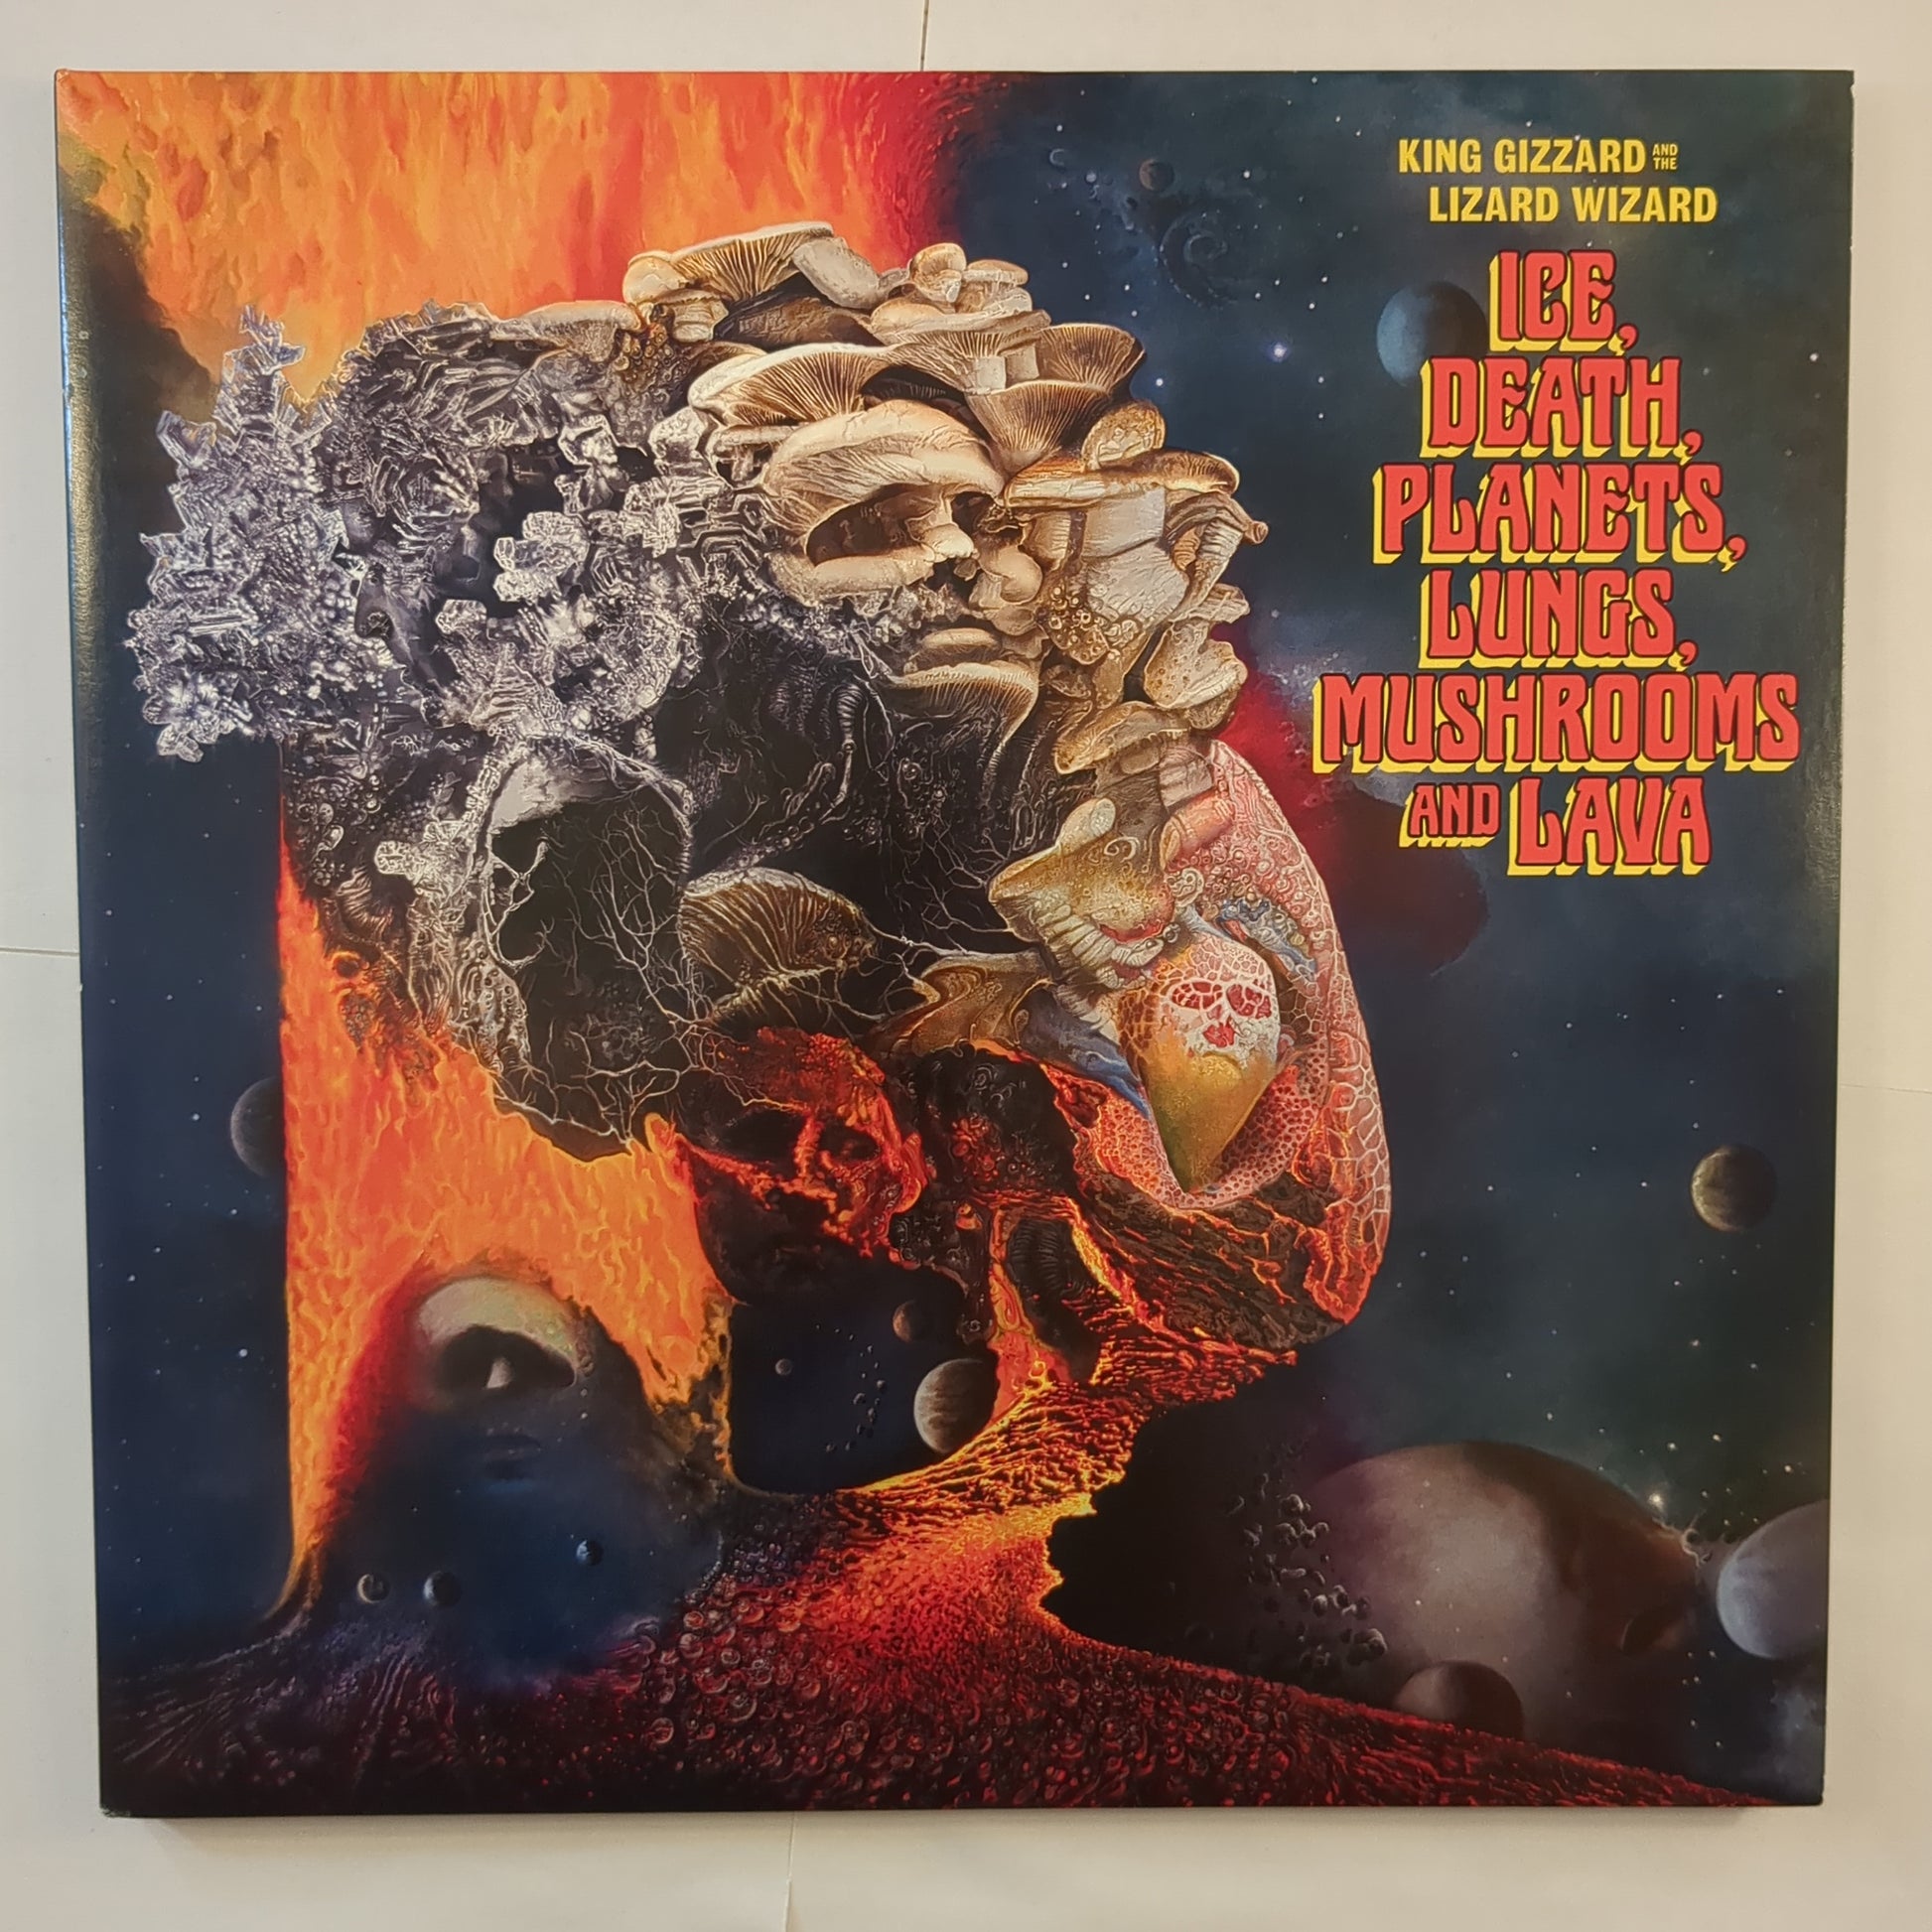 KING GIZZARD AND THE
LIZARD WIZARD
ICE,
DEATH,
PLANETS,
LUNGS,
MUSHROOMS
AND LAVA